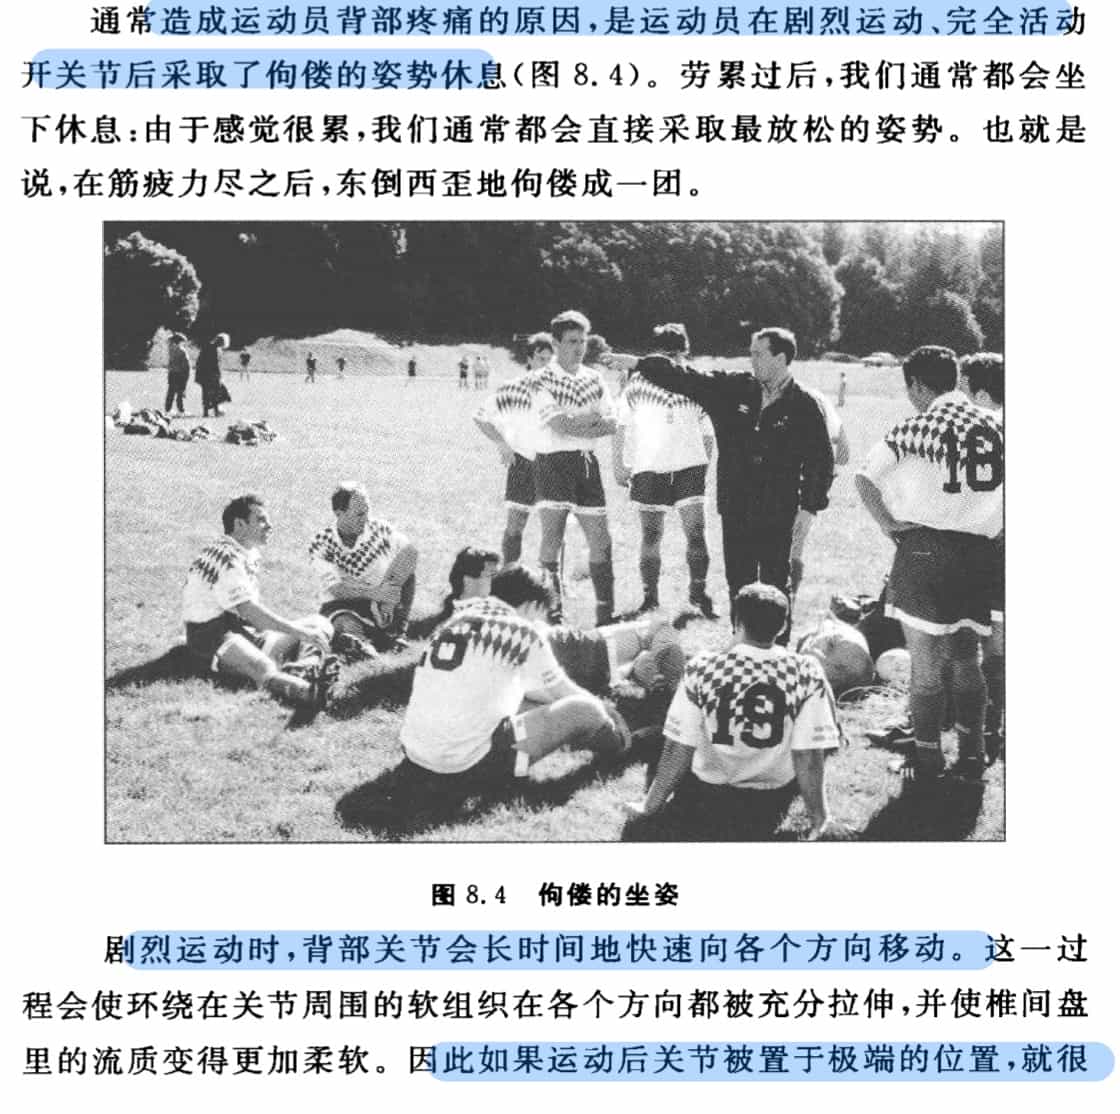 通常造成运动员背部疼痛的原因,是运动员在剧烈运动、完全活动
开关节后采取了佝偻的姿势休息(图 8.4)。劳累过后,我们通常都会坐
下休息:由于感觉很累,我们通常都会直接采取最放松的姿势。也就是
说,在筋疲力尽之后,东倒西歪地佝偻成一团。
18
20
19
图 8.4 佝偻的坐姿
剧烈运动时,背部关节会长时间地快速向各个方向移动。这一过
程会使环绕在关节周围的软组织在各个方向都被充分拉伸,并使椎间盘
里的流质变得更加柔软。因此如果运动后关节被置于极端的位置,就很